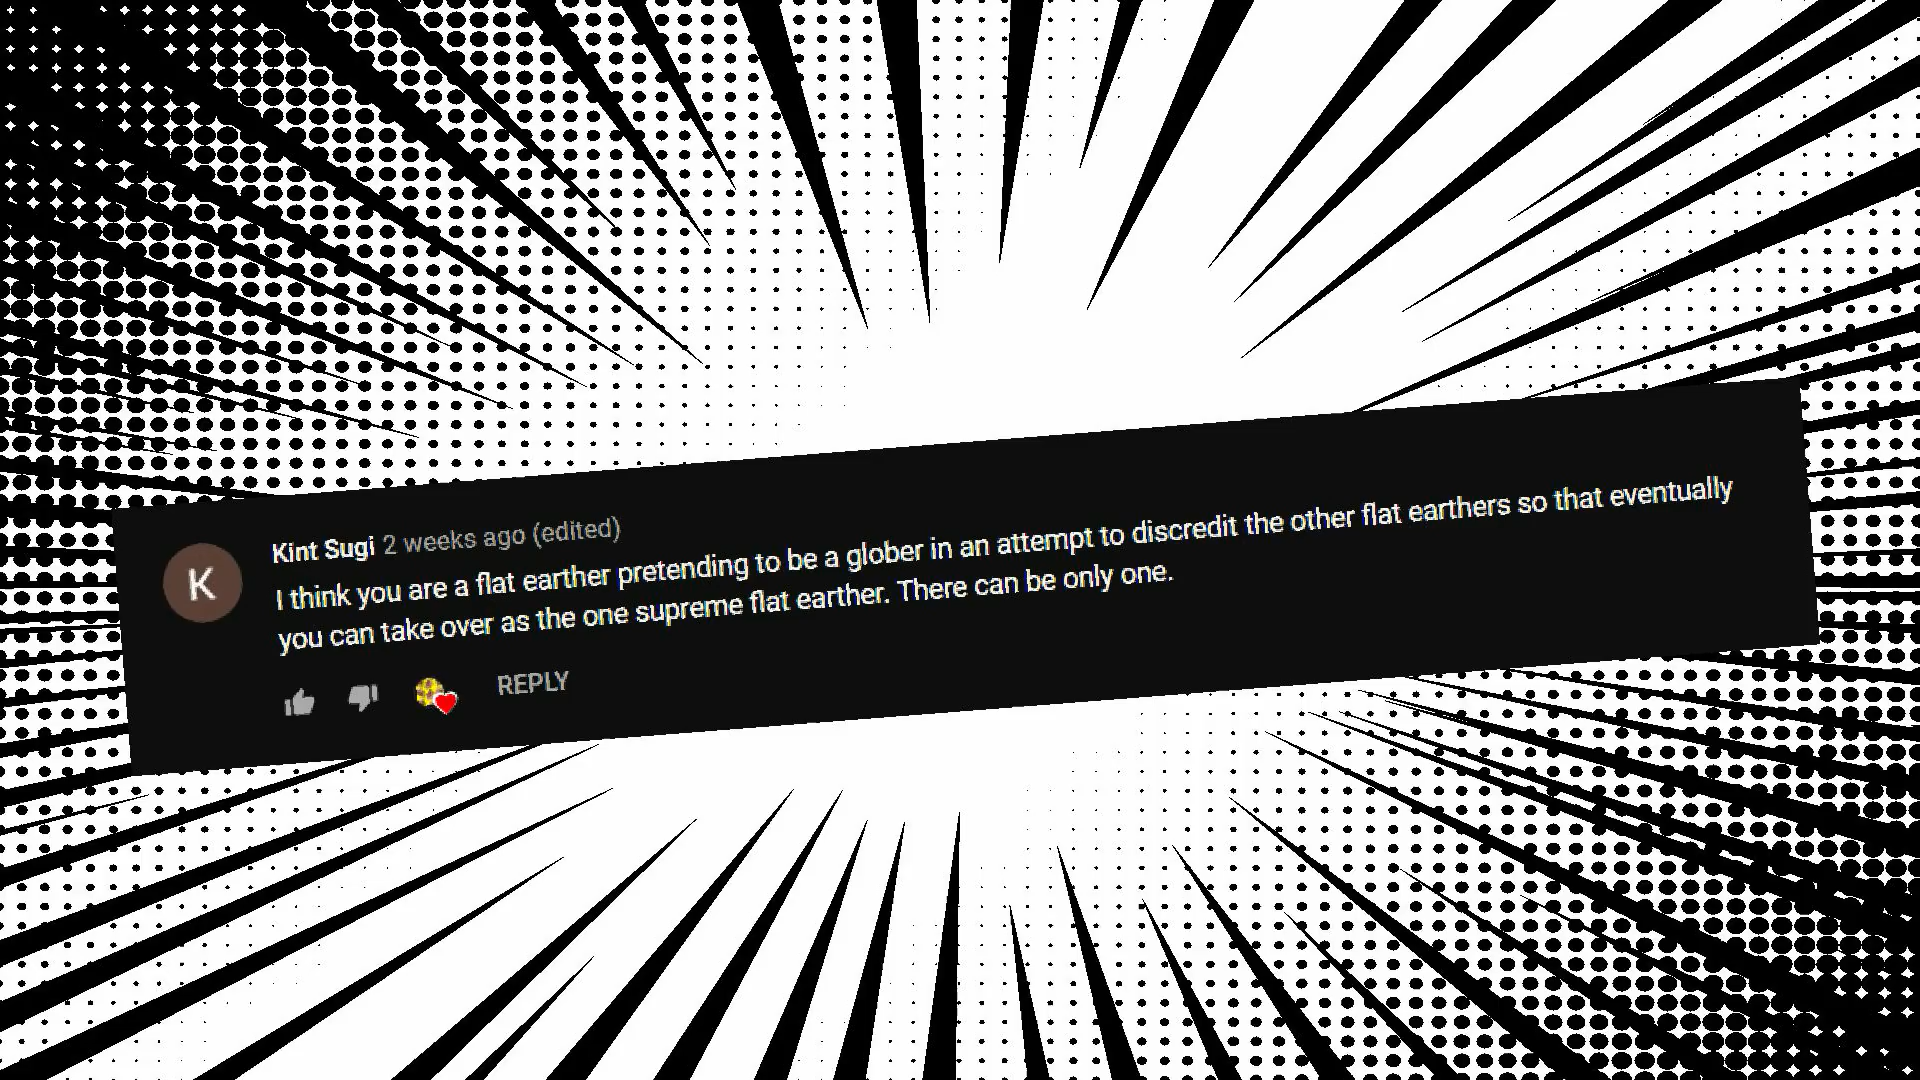 K
Kint Sugi 2 weeks ago (edited)
I think you are a flat earther pretending to be a glober in an attempt to discredit the other flat earthers so that eventually
you can take over as the one supreme flat earther. There can be only one.
REPLY